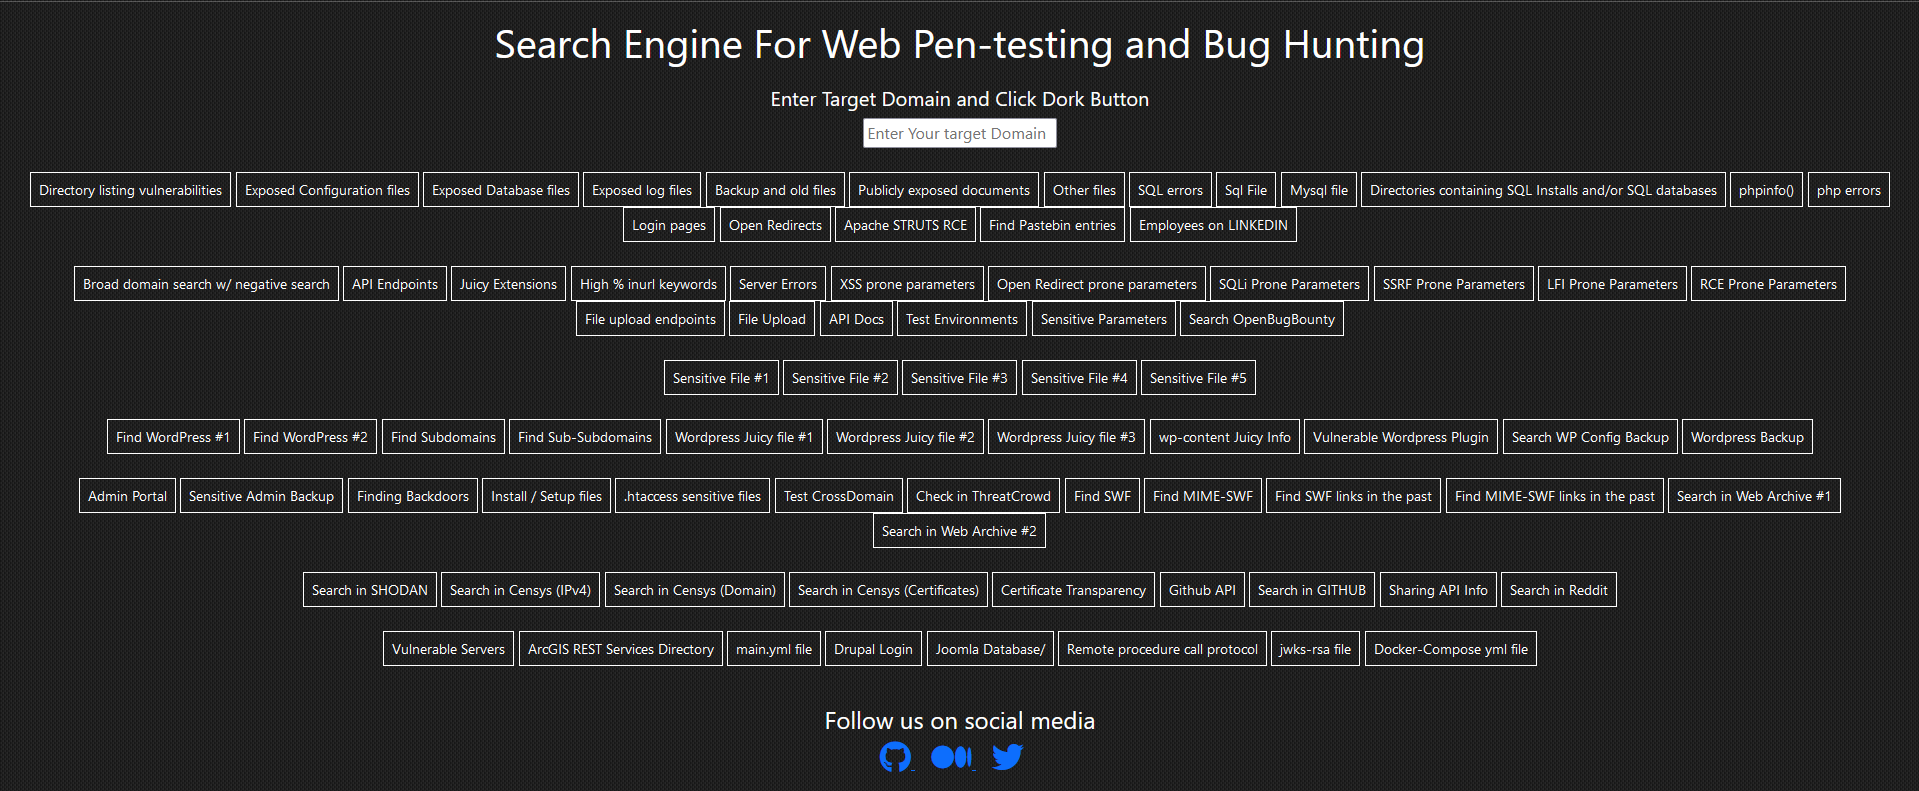 Search Engine For Web Pen-testing and Bug Hunting
Enter Target Domain and Click Dork Button
Enter Your target Domain
Directory listing vulnerabilities Exposed Configuration files Exposed Database files Exposed log files Backup and old files Publicly exposed documents Other files SQL errors Sql File Mysql file Directories containing SQL Installs and/or SQL databases phpinfo() php errors
Login pages Open Redirects Apache STRUTS RCE Find Pastebin entries Employees on LINKEDIN
Broad domain search w/ negative search API Endpoints Juicy Extensions High % inurl keywords Server Errors XSS prone parameters Open Redirect prone parameters SQLi Prone Parameters SSRF Prone Parameters LFI Prone Parameters RCE Prone Parameters
File upload endpoints File Upload API Docs Test Environments Sensitive Parameters Search OpenBugBounty
Sensitive File #1 Sensitive File #2 Sensitive File #3 Sensitive File #4 Sensitive File #5
Find WordPress #1 Find WordPress #2 Find Subdomains Find Sub-Subdomains Wordpress Juicy file #1 Wordpress Juicy file #2 Wordpress Juicy file #3 wp-content Juicy Info Vulnerable Wordpress Plugin Search WP Config Backup Wordpress Backup
Admin Portal Sensitive Admin Backup Finding Backdoors Install / Setup files .htaccess sensitive files Test CrossDomain Check in ThreatCrowd Find SWF Find MIME-SWF Find SWF links in the past Find MIME-SWF links in the past Search in Web Archive #1
Search in Web Archive #2
Search in SHODAN Search in Censys (IPv4) Search in Censys (Domain) Search in Censys (Certificates) Certificate Transparency Github API Search in GITHUB Sharing API Info Search in Reddit
Vulnerable Servers ArcGIS REST Services Directory main.yml file Drupal Login Joomla Database/ Remote procedure call protocol jwks-rsa file Docker-Compose yml file
Follow us on social media